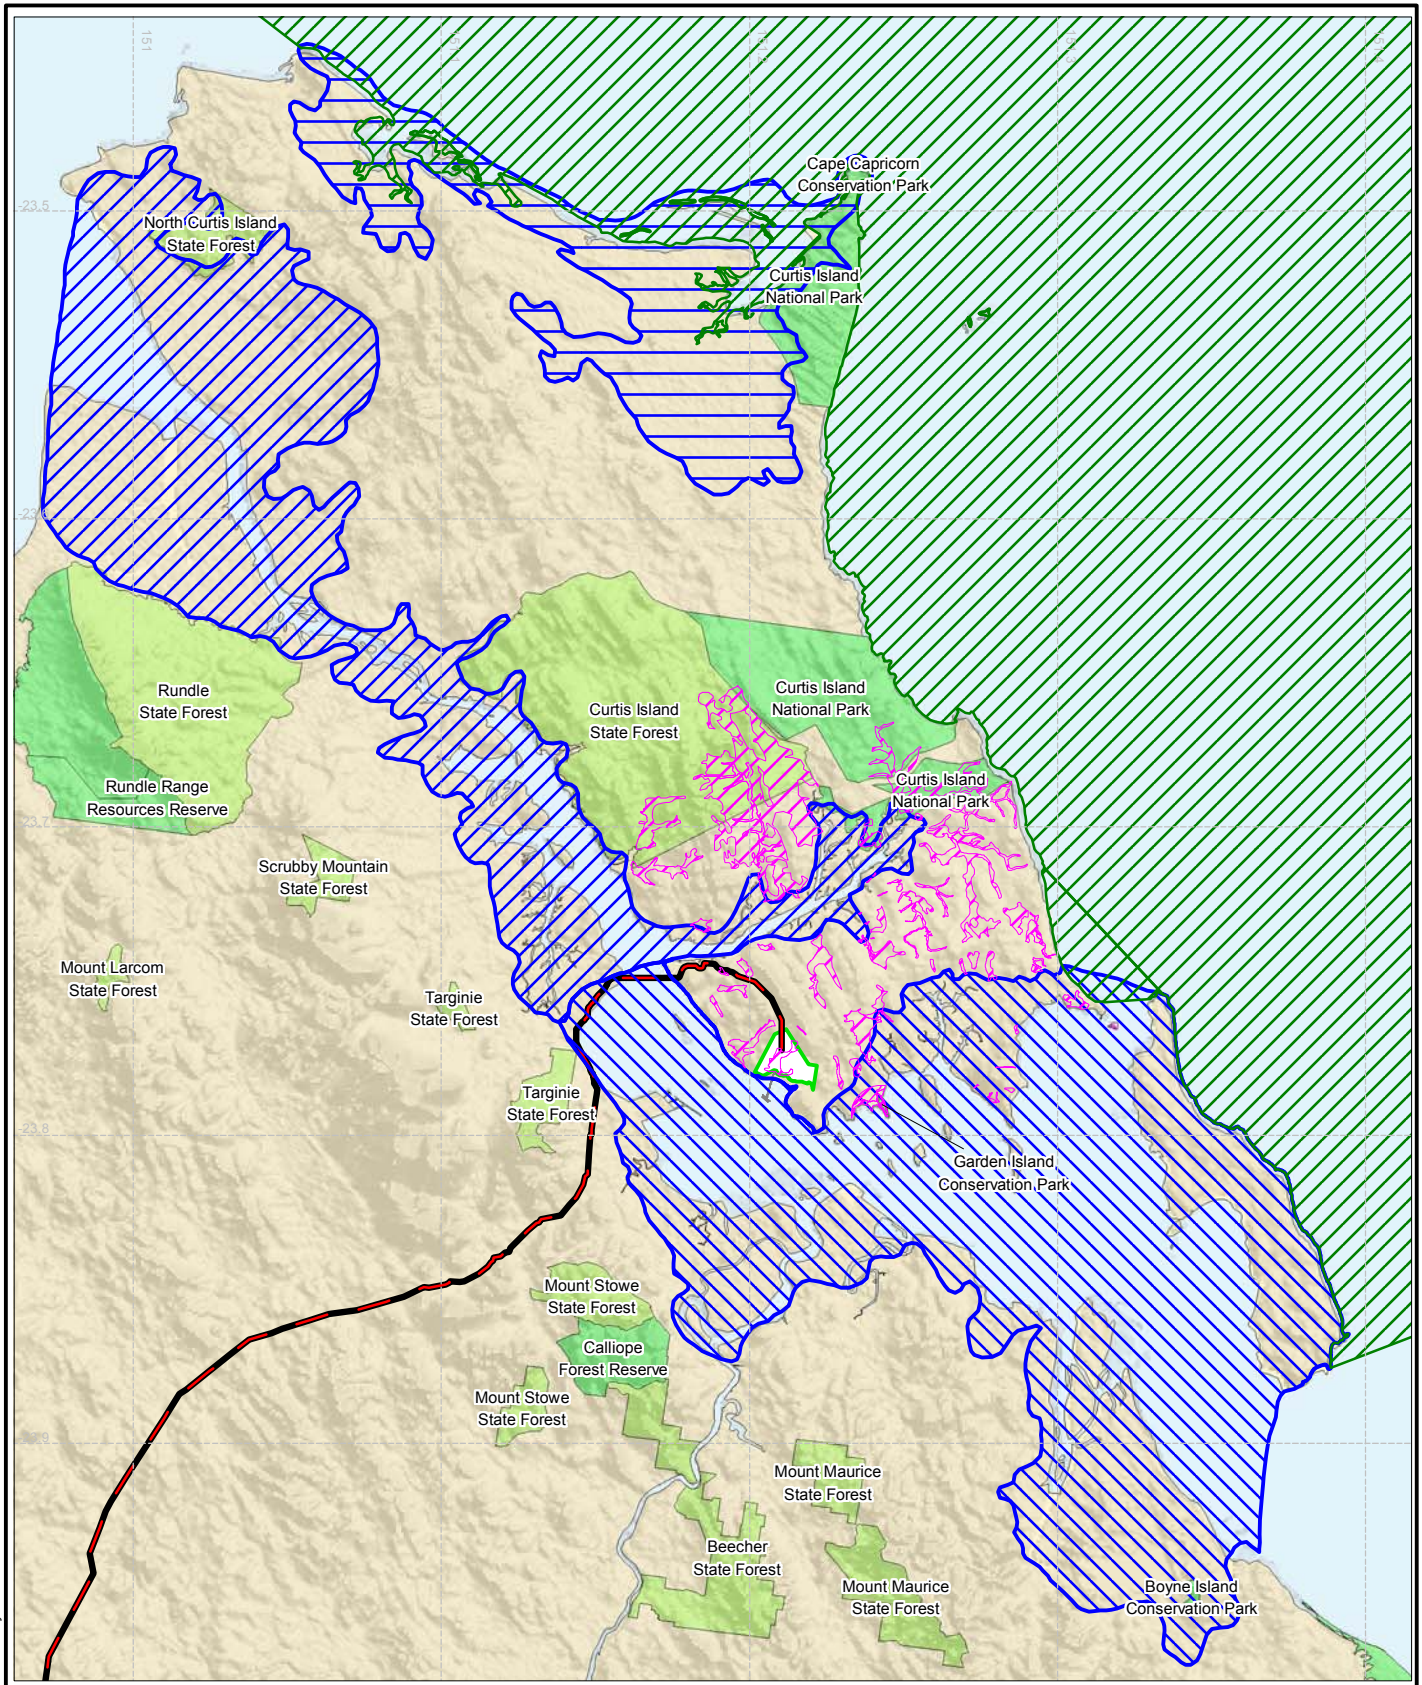 151
Cape Capricorn
Conservation Park
-23.5
North Curtis Island
State Forest
Curtis Island
National Park
Curtis Island
National Park
Rundle
State Forest
Curtis Island
State Forest
Rundle Range
Resources Reserve
Curtis Island
National Park
-23.7
Scrubby Mountain
State Forest
Mount Larcom
State Forest
Targinie
State Forest
Targinie
State Forest
-23.8
Garden Island
Conservation Park
Mount Stowe
State Forest
Calliope
Forest Reserve
Mount Stowe
State Forest
Mount Maurice
State Forest
Beecher
State Forest
Mount Maurice
State Forest
Boyne Island
Conservation Park